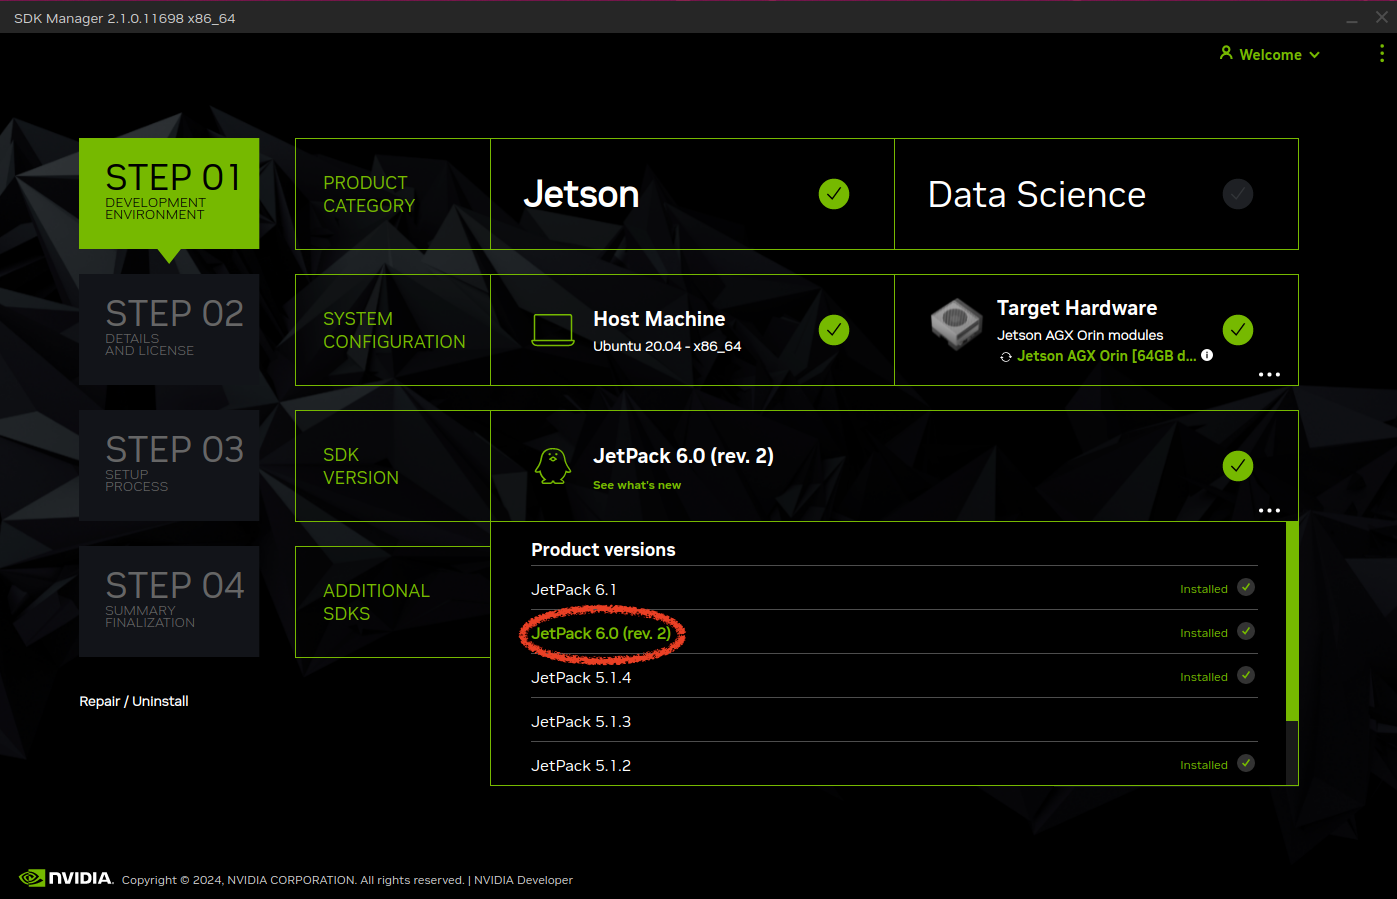 SDK Manager 2.1.0.11698 x86_64
Welcome
STEP 01
DEVELOPMENT
ENVIRONMENT
PRODUCT
CATEGORY
Jetson
Data Science
STEP 02
DETAILS
AND LICENSE
SYSTEM
CONFIGURATION
Host Machine
Ubuntu 20.04 - x86_64
Target Hardware
Jetson AGX Orin modules
Jetson AGX Orin [64GB d...
STEP 03
SETUP
PROCESS
SDK
VERSION
JetPack 6.0 (rev. 2)
See what's new
Product versions
JetPack 6.1 Installed
JetPack 6.0 (rev. 2) Installed
JetPack 5.1.4 Installed
JetPack 5.1.3
JetPack 5.1.2 Installed
STEP 04
SUMMARY
FINALIZATION
ADDITIONAL
SDKS
Repair / Uninstall
NVIDIA. Copyright © 2024, NVIDIA CORPORATION. All rights reserved. | NVIDIA Developer